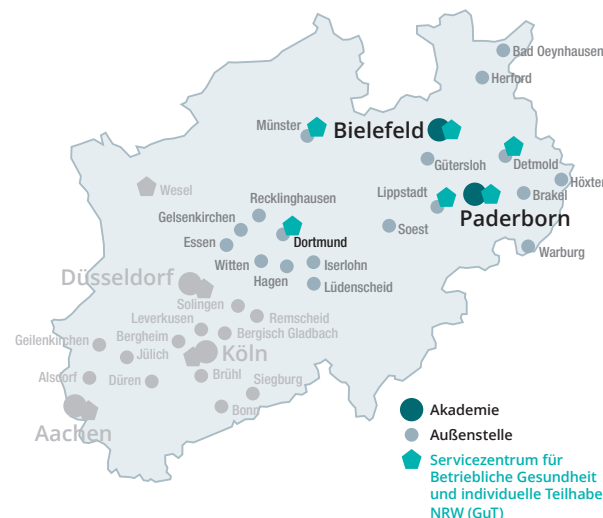 Bad Oeynhausen
Herford
Münster
Bielefeld
Gütersloh
Detmold
Höxter
Wesel
Lippstadt
Brakel
Recklinghausen
Paderborn
Gelsenkirchen
Soest
Essen
Dortmund
Warburg
Witten
Iserlohn
Hagen
Düsseldorf
Lüdenscheid
Solingen
Leverkusen
Remscheid
Geilenkirchen
Bergheim
Bergisch Gladbach
Jülich
Köln
Alsdorf
Düren
Brühl
Siegburg
Bonn
Aachen
Akademie
Außenstelle
Servicezentrum für
Betriebliche Gesundheit
und individuelle Teilhabe
NRW (GuT)